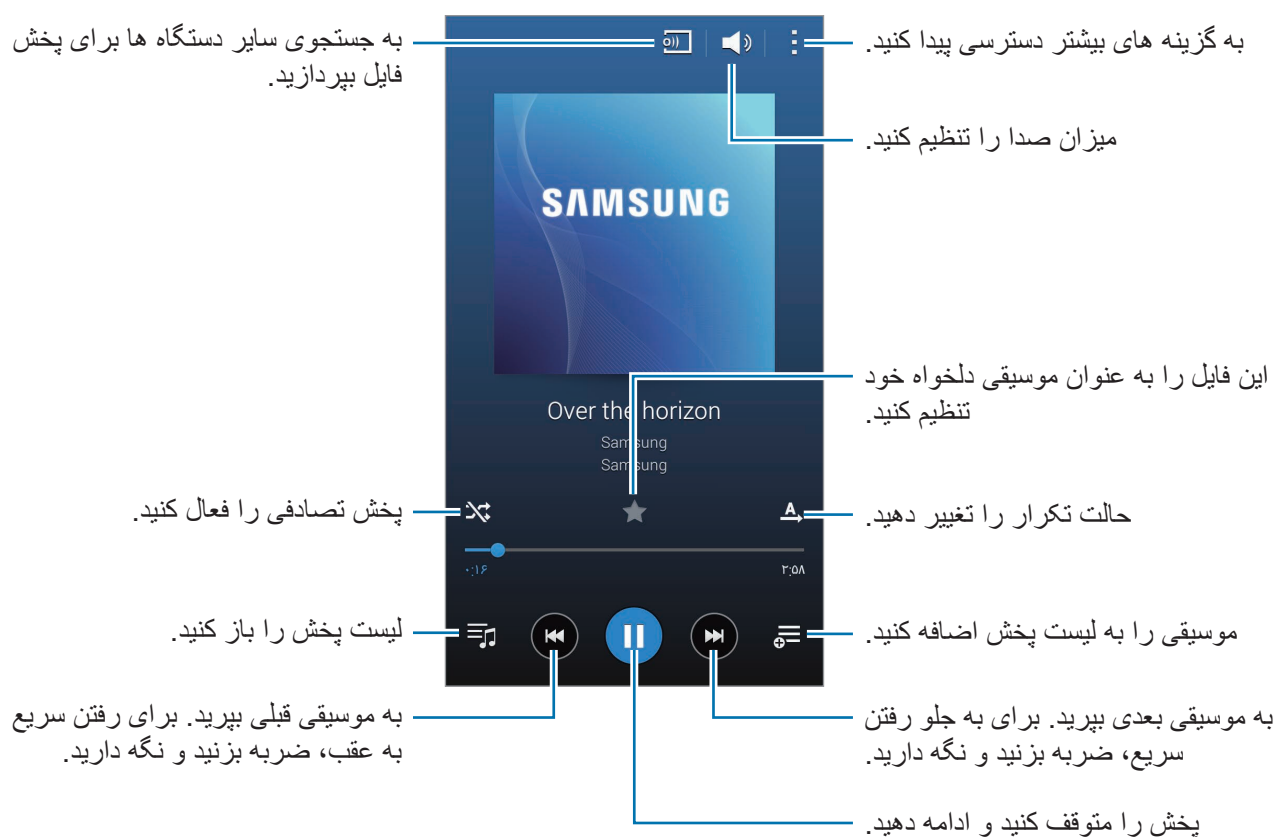 به گزینه های بیشتر دسترسی پیدا کنید.
به جستجوی سایر دستگاه ها برای پخش
فایل بپردازید.
میزان صدا را تنظیم کنید.
SAMSUNG
این فایل را به عنوان موسیقی دلخواه خود
تنظیم کنید.
Over the horizon
Samsung
Samsung
حالت تکرار را تغییر دهید.
A
پخش تصادفی را فعال کنید.
۰:۱۶
۲:۵۸
موسیقی را به لیست پخش اضافه کنید.
لیست پخش را باز کنید.
به موسیقی بعدی بپرید. برای به جلو رفتن
سریع، ضربه بزنید و نگه دارید.
به موسیقی قبلی بپرید. برای رفتن سریع
به عقب، ضربه بزنید و نگه دارید.
پخش را متوقف کنید و ادامه دهید.